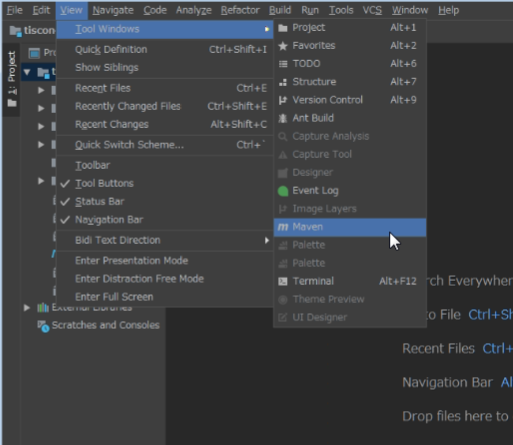 File Edit View Navigate Code Analyze Refactor Build Run Tools VCS Window Help
tiscon
1: Project
Tool Windows
Quick Definition Ctrl+Shift+I
Show Siblings
Recent Files Ctrl+E
Recently Changed Files Ctrl+Shift+E
Recent Changes Alt+Shift+C
Quick Switch Scheme... Ctrl+`
Toolbar
Tool Buttons
Status Bar
Navigation Bar
Bidi Text Direction
Enter Presentation Mode
Enter Distraction Free Mode
Enter Full Screen
External Libraries
Scratches and Consoles
Project Alt+1
Favorites Alt+2
TODO Alt+6
Structure Alt+7
Version Control Alt+9
Ant Build
Capture Analysis
Capture Tool
Designer
Event Log
Image Layers
Maven
Palette
Palette
Terminal Alt+F12
Theme Preview
UI Designer
rch Everywher
to File Ctrl+Sh
Recent Files Ctrl+
Navigation Bar Al
Drop files here to